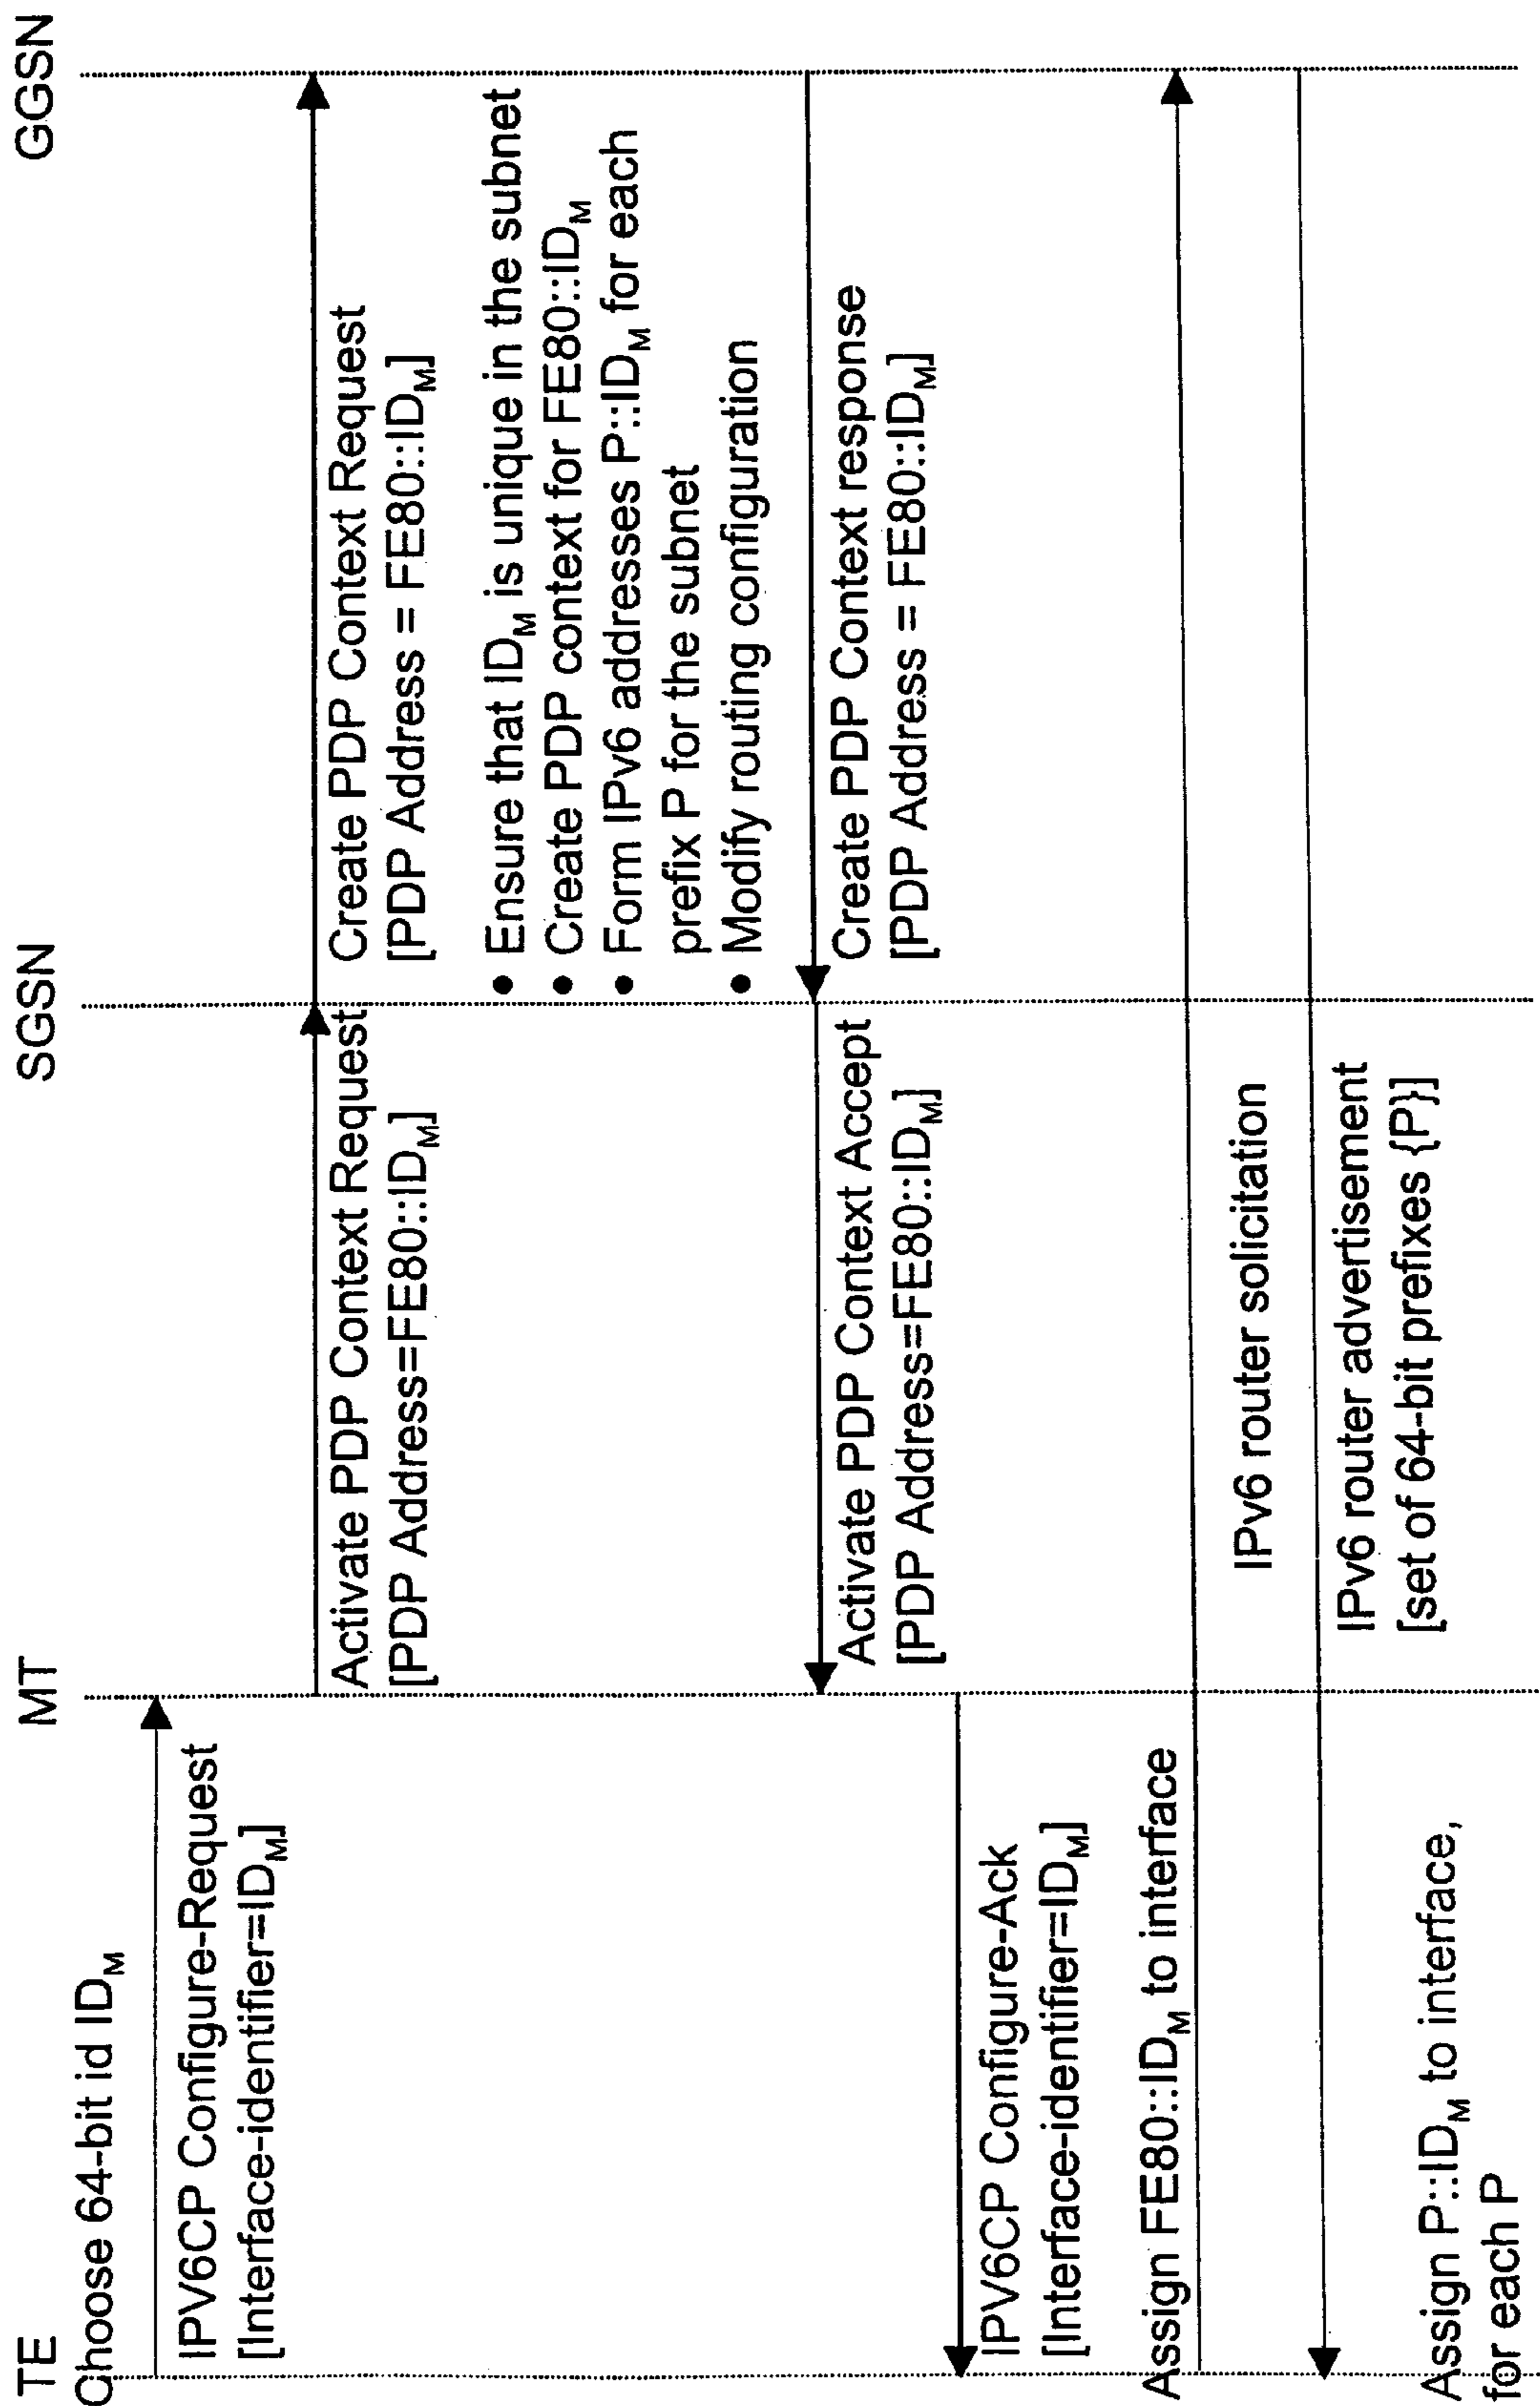 TE
MT
SGSN
GGSN
Choose 64-bit id IDM
IPV6CP Configure-Request
[Interface-identifier=IDM]
Activate PDP Context Request
[PDP Address=FE80::IDM]
Create PDP Context Request
[PDP Address = FE80::IDM]
• Ensure that IDM is unique in the subnet
• Create PDP context for FE80::IDM
• Form IPv6 addresses P::IDM for each
prefix P for the subnet
• Modify routing configuration
Create PDP Context response
[PDP Address = FE80::IDM]
Activate PDP Context Accept
[PDP Address=FE80::IDM]
IPV6CP Configure-Ack
[Interface-identifier=IDM]
Assign FE80::IDM to interface
IPv6 router solicitation
IPv6 router advertisement
[set of 64-bit prefixes {P}]
Assign P::IDM to interface,
for each P